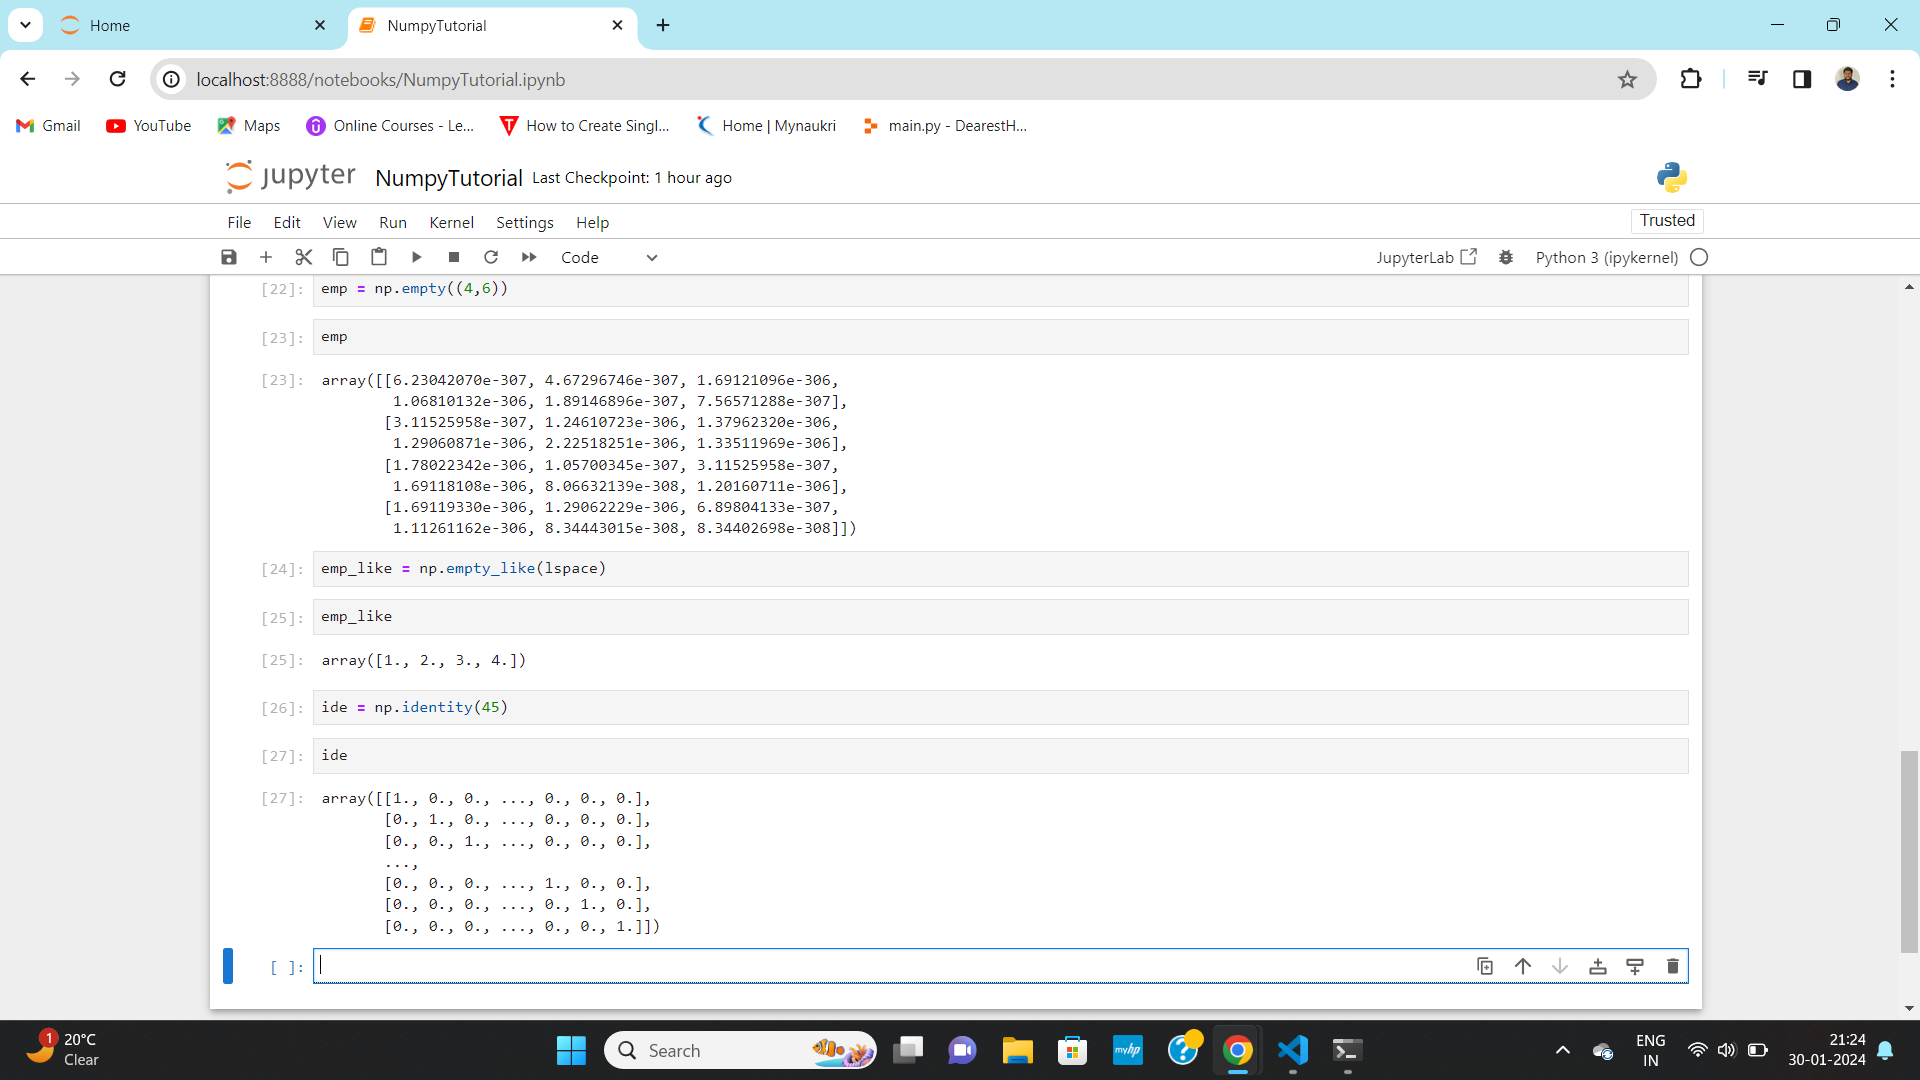 Home
NumpyTutorial
localhost:8888/notebooks/NumpyTutorial.ipynb
Gmail
YouTube
Maps
Online Courses - Le...
How to Create Singl...
Home | Mynaukri
main.py - DearestH...
jupyter NumpyTutorial Last Checkpoint: 1 hour ago
File Edit View Run Kernel Settings Help
Trusted
Code
JupyterLab
Python 3 (ipykernel)
[22]: emp = np.empty((4,6))
[23]: emp
[23]: array([[6.23042070e-307, 4.67296746e-307, 1.69121096e-306,
1.06810132e-306, 1.89146896e-307, 7.56571288e-307],
[3.11525958e-307, 1.24610723e-306, 1.37962320e-306,
1.29060871e-306, 2.22518251e-306, 1.33511969e-306],
[1.78022342e-306, 1.05700345e-307, 3.11525958e-307,
1.69118108e-306, 8.06632139e-308, 1.20160711e-306],
[1.69119330e-306, 1.29062229e-306, 6.89804133e-307,
1.11261162e-306, 8.34443015e-308, 8.34402698e-308]])
[24]: emp_like = np.empty_like(lspace)
[25]: emp_like
[25]: array([1., 2., 3., 4.])
[26]: ide = np.identity(45)
[27]: ide
[27]: array([[1., 0., 0., ..., 0., 0., 0.],
[0., 1., 0., ..., 0., 0., 0.],
[0., 0., 1., ..., 0., 0., 0.],
...,
[0., 0., 0., ..., 1., 0., 0.],
[0., 0., 0., ..., 0., 1., 0.],
[0., 0., 0., ..., 0., 0., 1.]])
[ ]:
1
20°C
Clear
Search
myhp
ENG
IN
21:24
30-01-2024